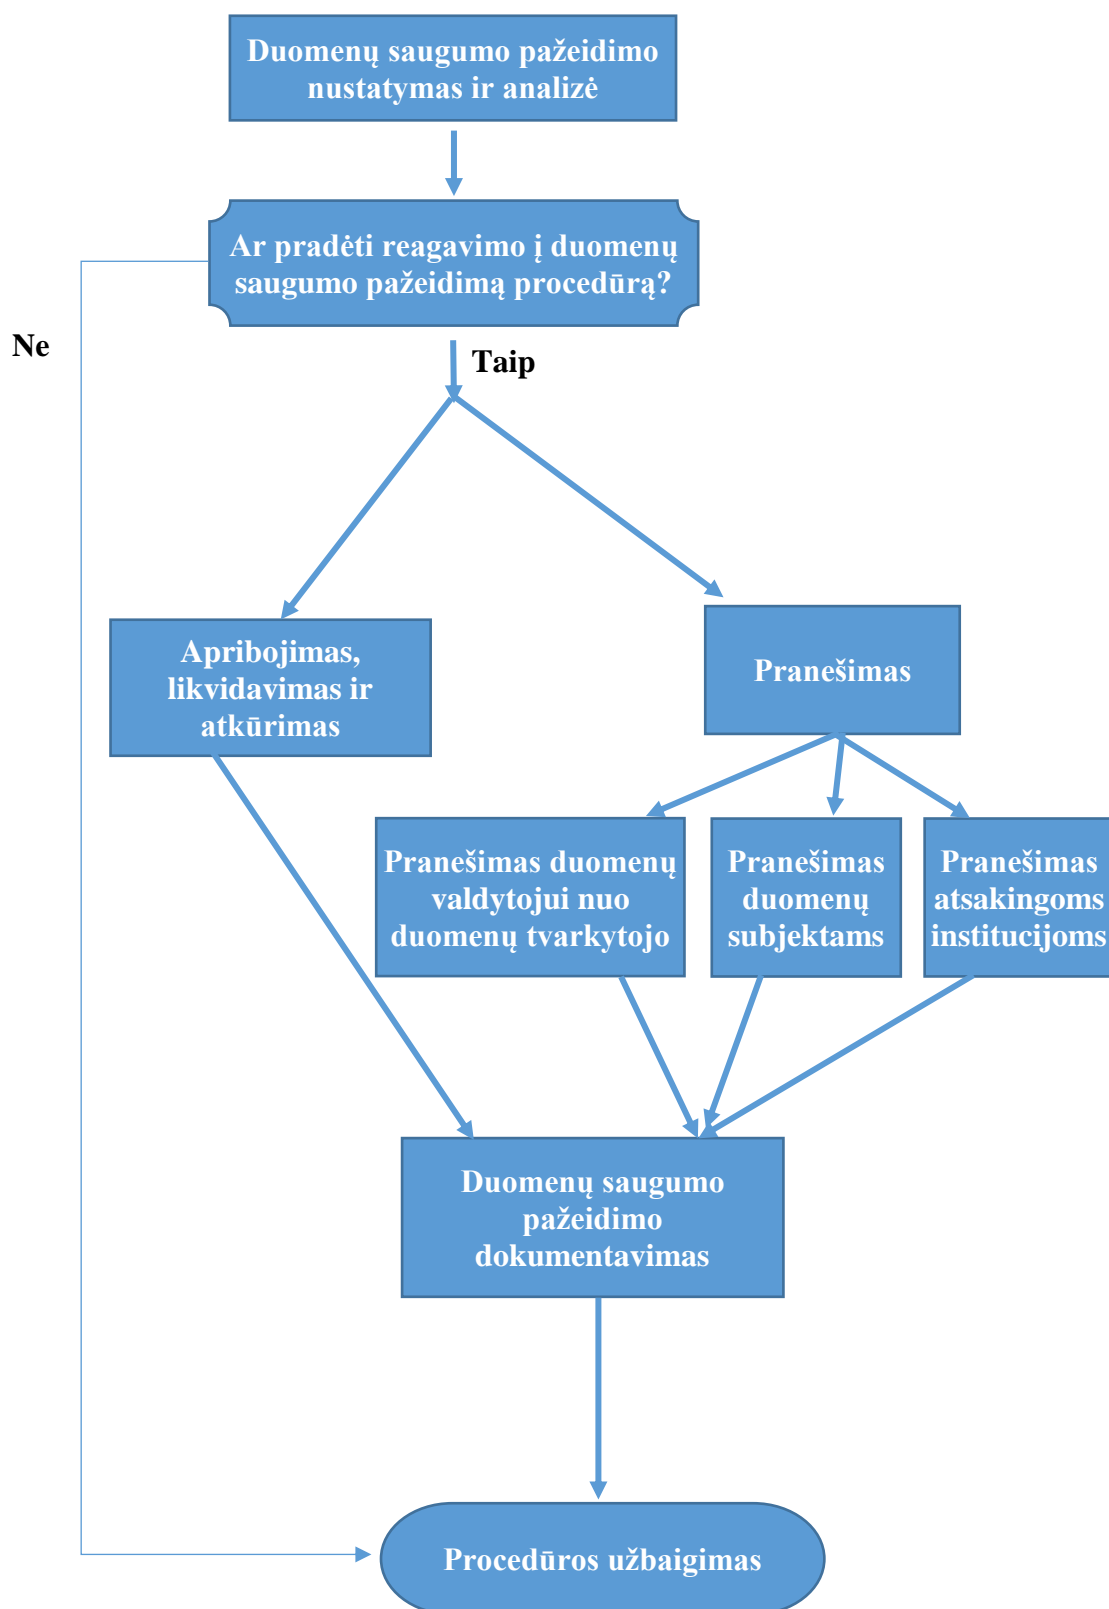 Duomenų saugumo pažeidimo
nustatymas ir analizė
Ar pradėti reagavimo į duomenų
saugumo pažeidimą procedūrą?
Ne
Taip
Apribojimas,
likvidavimas ir
atkūrimas
Pranešimas
Pranešimas duomenų
valdytojui nuo
duomenų tvarkytojo
Pranešimas
duomenų
subjektams
Pranešimas
atsakingoms
institucijoms
Duomenų saugumo
pažeidimo
dokumentavimas
Procedūros užbaigimas